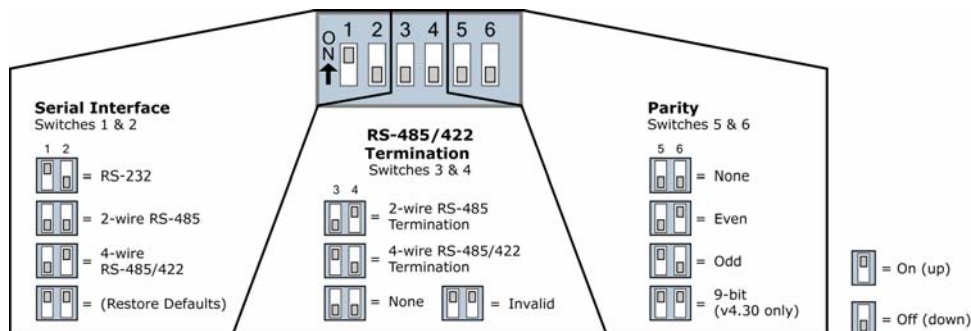 ON
1 2 3 4 5 6
Serial Interface
Switches 1 & 2
1 2
= RS-232
= 2-wire RS-485
= 4-wire
RS-485/422
= (Restore Defaults)
RS-485/422
Termination
Switches 3 & 4
3 4
= 2-wire RS-485
Termination
= 4-wire RS-485/422
Termination
= None
= Invalid
Parity
Switches 5 & 6
5 6
= None
= Even
= Odd
= 9-bit
(v4.30 only)
= On (up)
= Off (down)